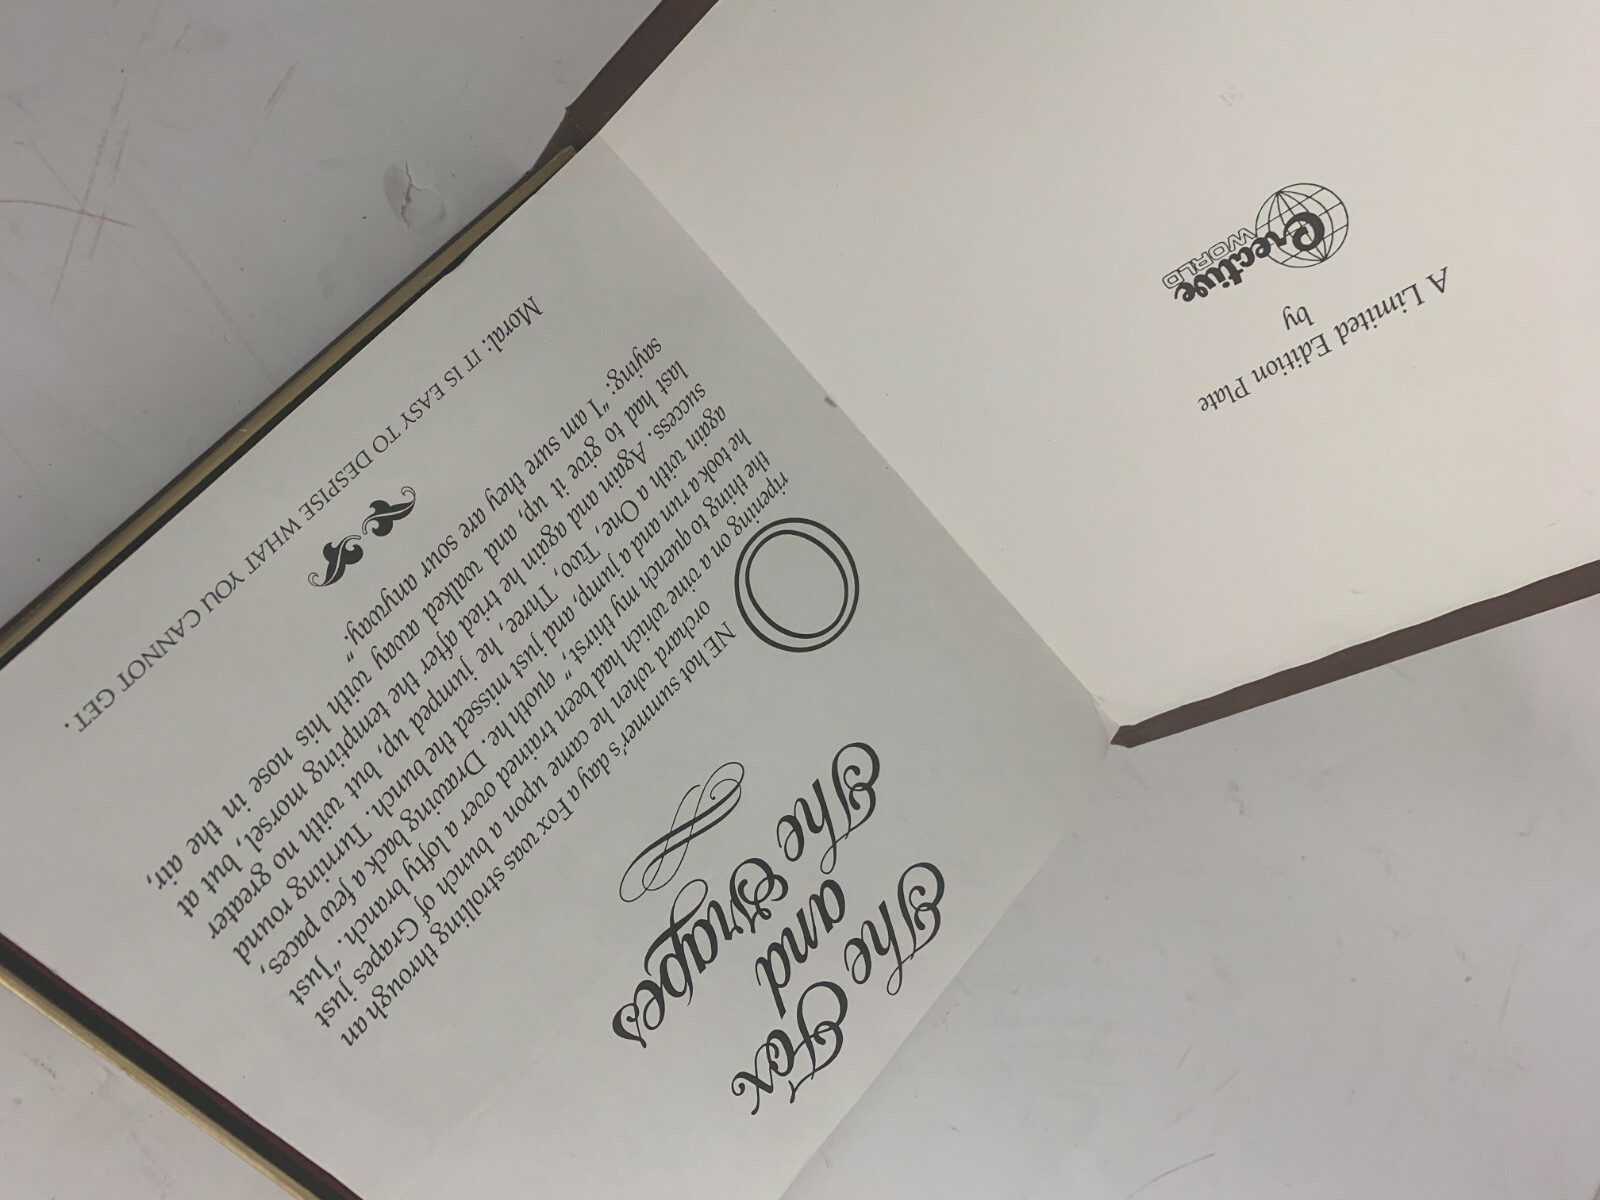 A Limited Edition Plate
by
Creative
WORLD
The Fox
and
The Grapes
ONE hot summer's day a Fox was strolling through an
orchard when he came upon a bunch of Grapes just
ripening on a vine which had been trained over a lofty branch. "Just
the thing to quench my thirst," quoth he. Drawing back a few paces,
he took a run and a jump, and just missed the bunch. Turning round
again with a One, Two, Three, he jumped up, but with no greater
success. Again and again he tried after the tempting morsel, but at
last had to give it up, and walked away with his nose in the air,
saying: "I am sure they are sour anyway."
Moral: IT IS EASY TO DESPISE WHAT YOU CANNOT GET.